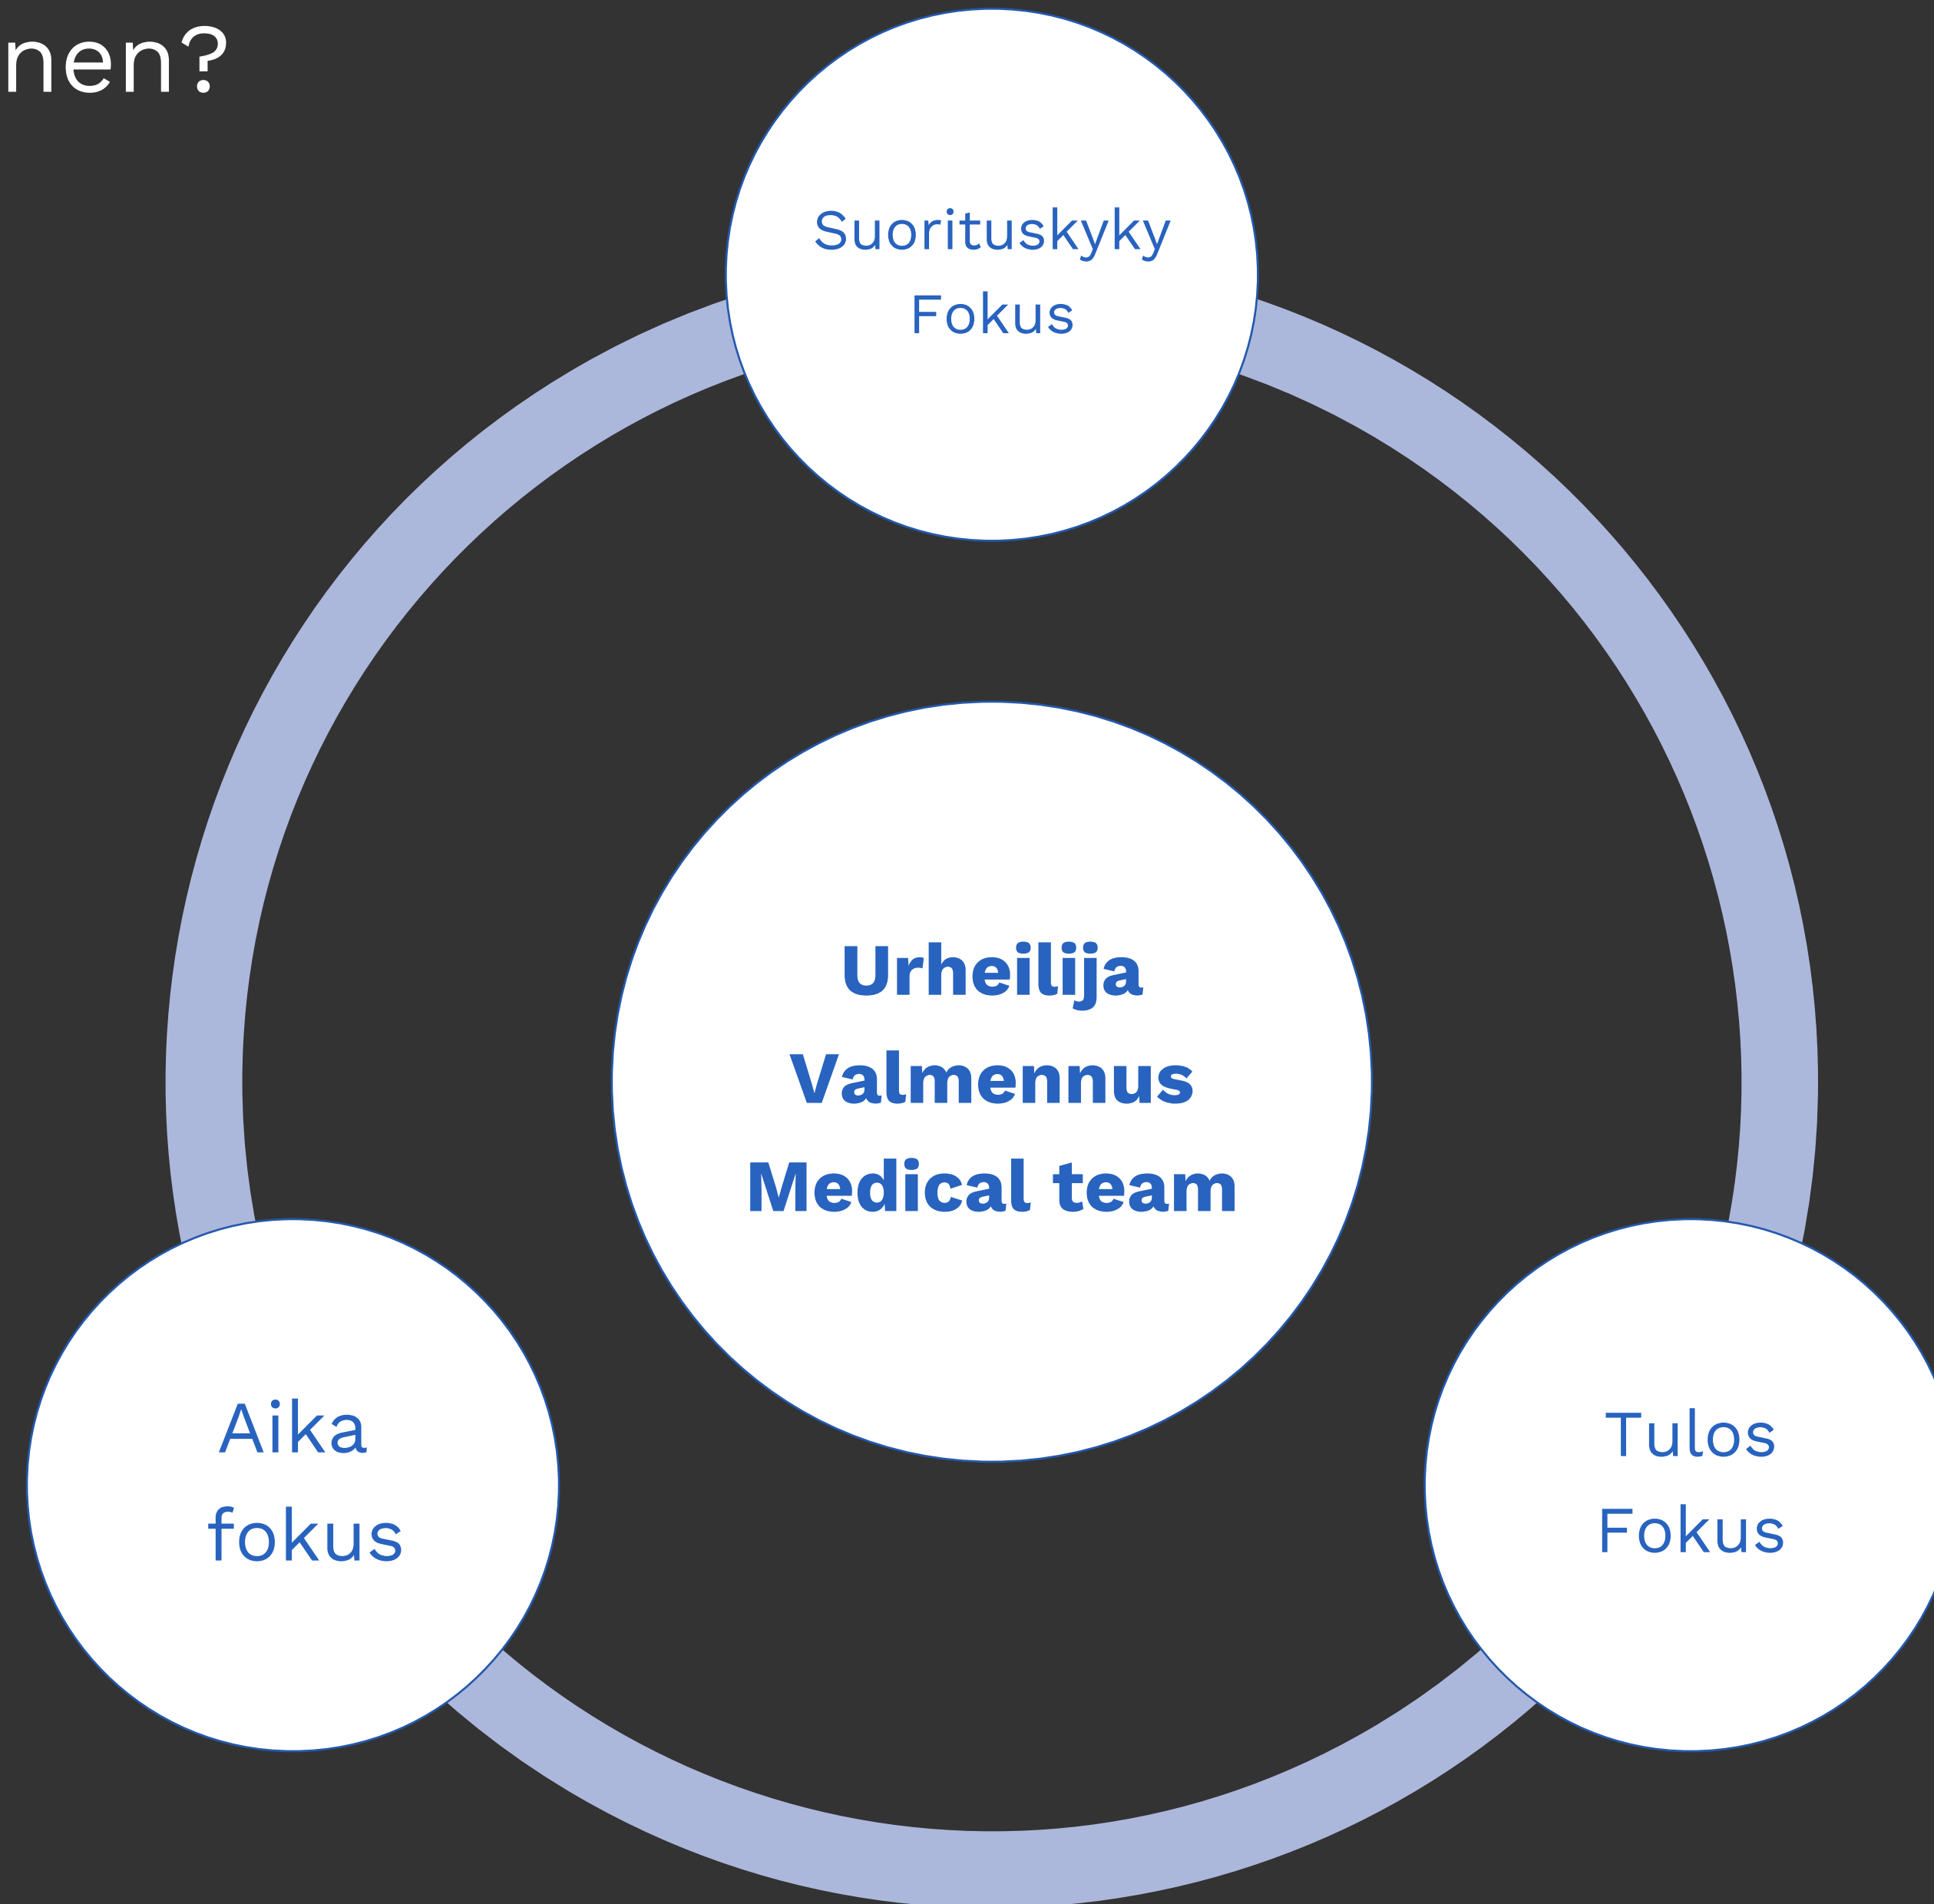 nen?
Suorituskyky
Fokus
Urheilija
Valmennus
Medical team
Aika
fokus
Tulos
Fokus